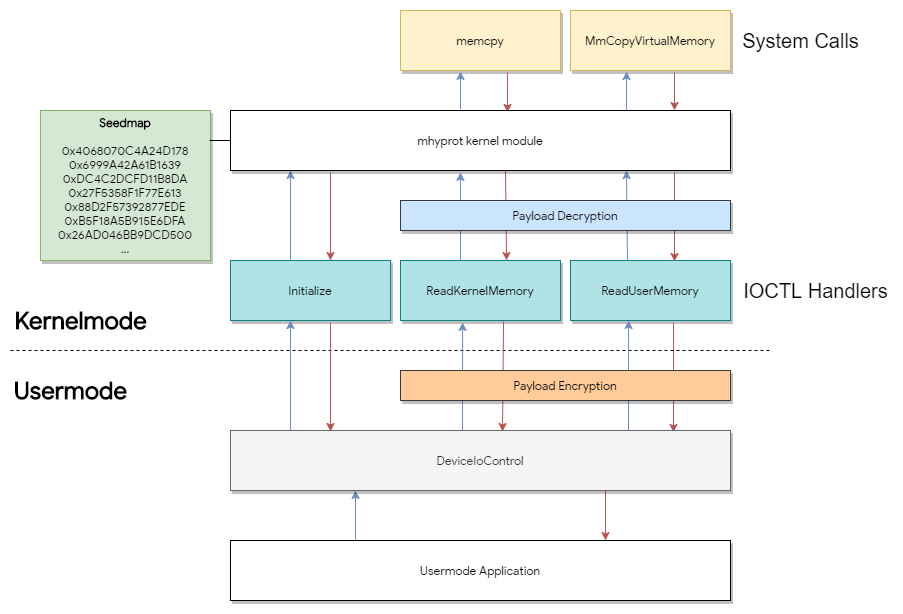 memcpy
MmCopyVirtualMemory
System Calls
Seedmap
0x4068070C4A24D178
0x6999A42A61B1639
0xDC4C2DCFD11B8DA
0x27F5358F1F77E613
0x88D2F57392877EDE
0xB5F18A5B915E6DFA
0x26AD046BB9DCD500
...
mhyprot kernel module
Payload Decryption
Initialize
ReadKernelMemory
ReadUserMemory
IOCTL Handlers
Kernelmode
Usermode
Payload Encryption
DeviceIoControl
Usermode Application